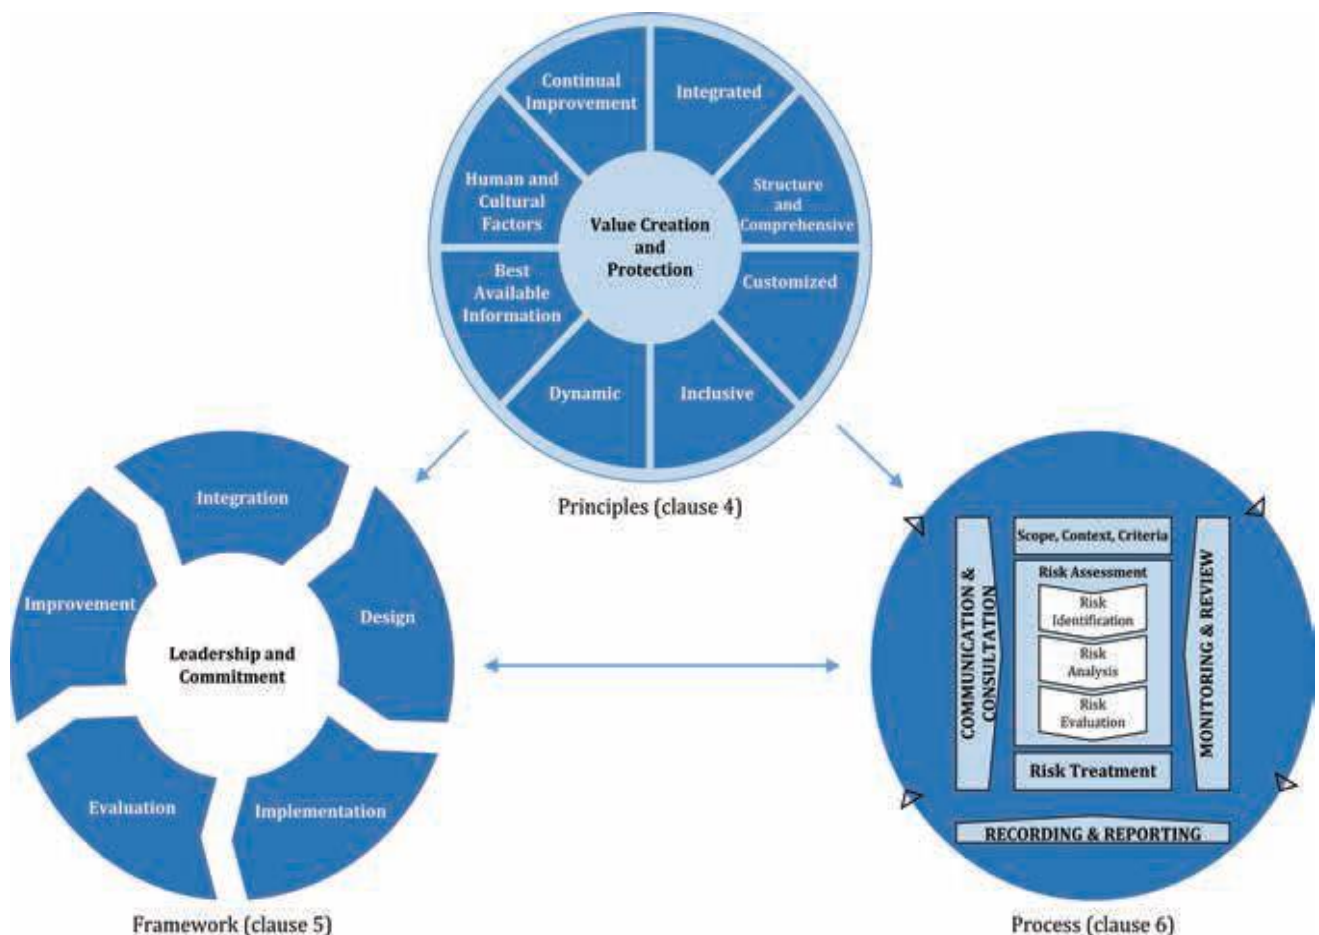 Continual
Improvement
Integrated
Human and
Cultural
Factors
Structure
and
Comprehensive
Value Creation
and
Protection
Best
Available
Information
Customized
Dynamic
Inclusive
Principles (clause 4)
Integration
Improvement
Design
Leadership and
Commitment
Evaluation
Implementation
Framework (clause 5)
Scope, Context, Criteria
Risk Assessment
Risk
Identification
Risk
Analysis
Risk
Evaluation
Risk Treatment
COMMUNICATION &
CONSULTATION
MONITORING & REVIEW
RECORDING & REPORTING
Process (clause 6)